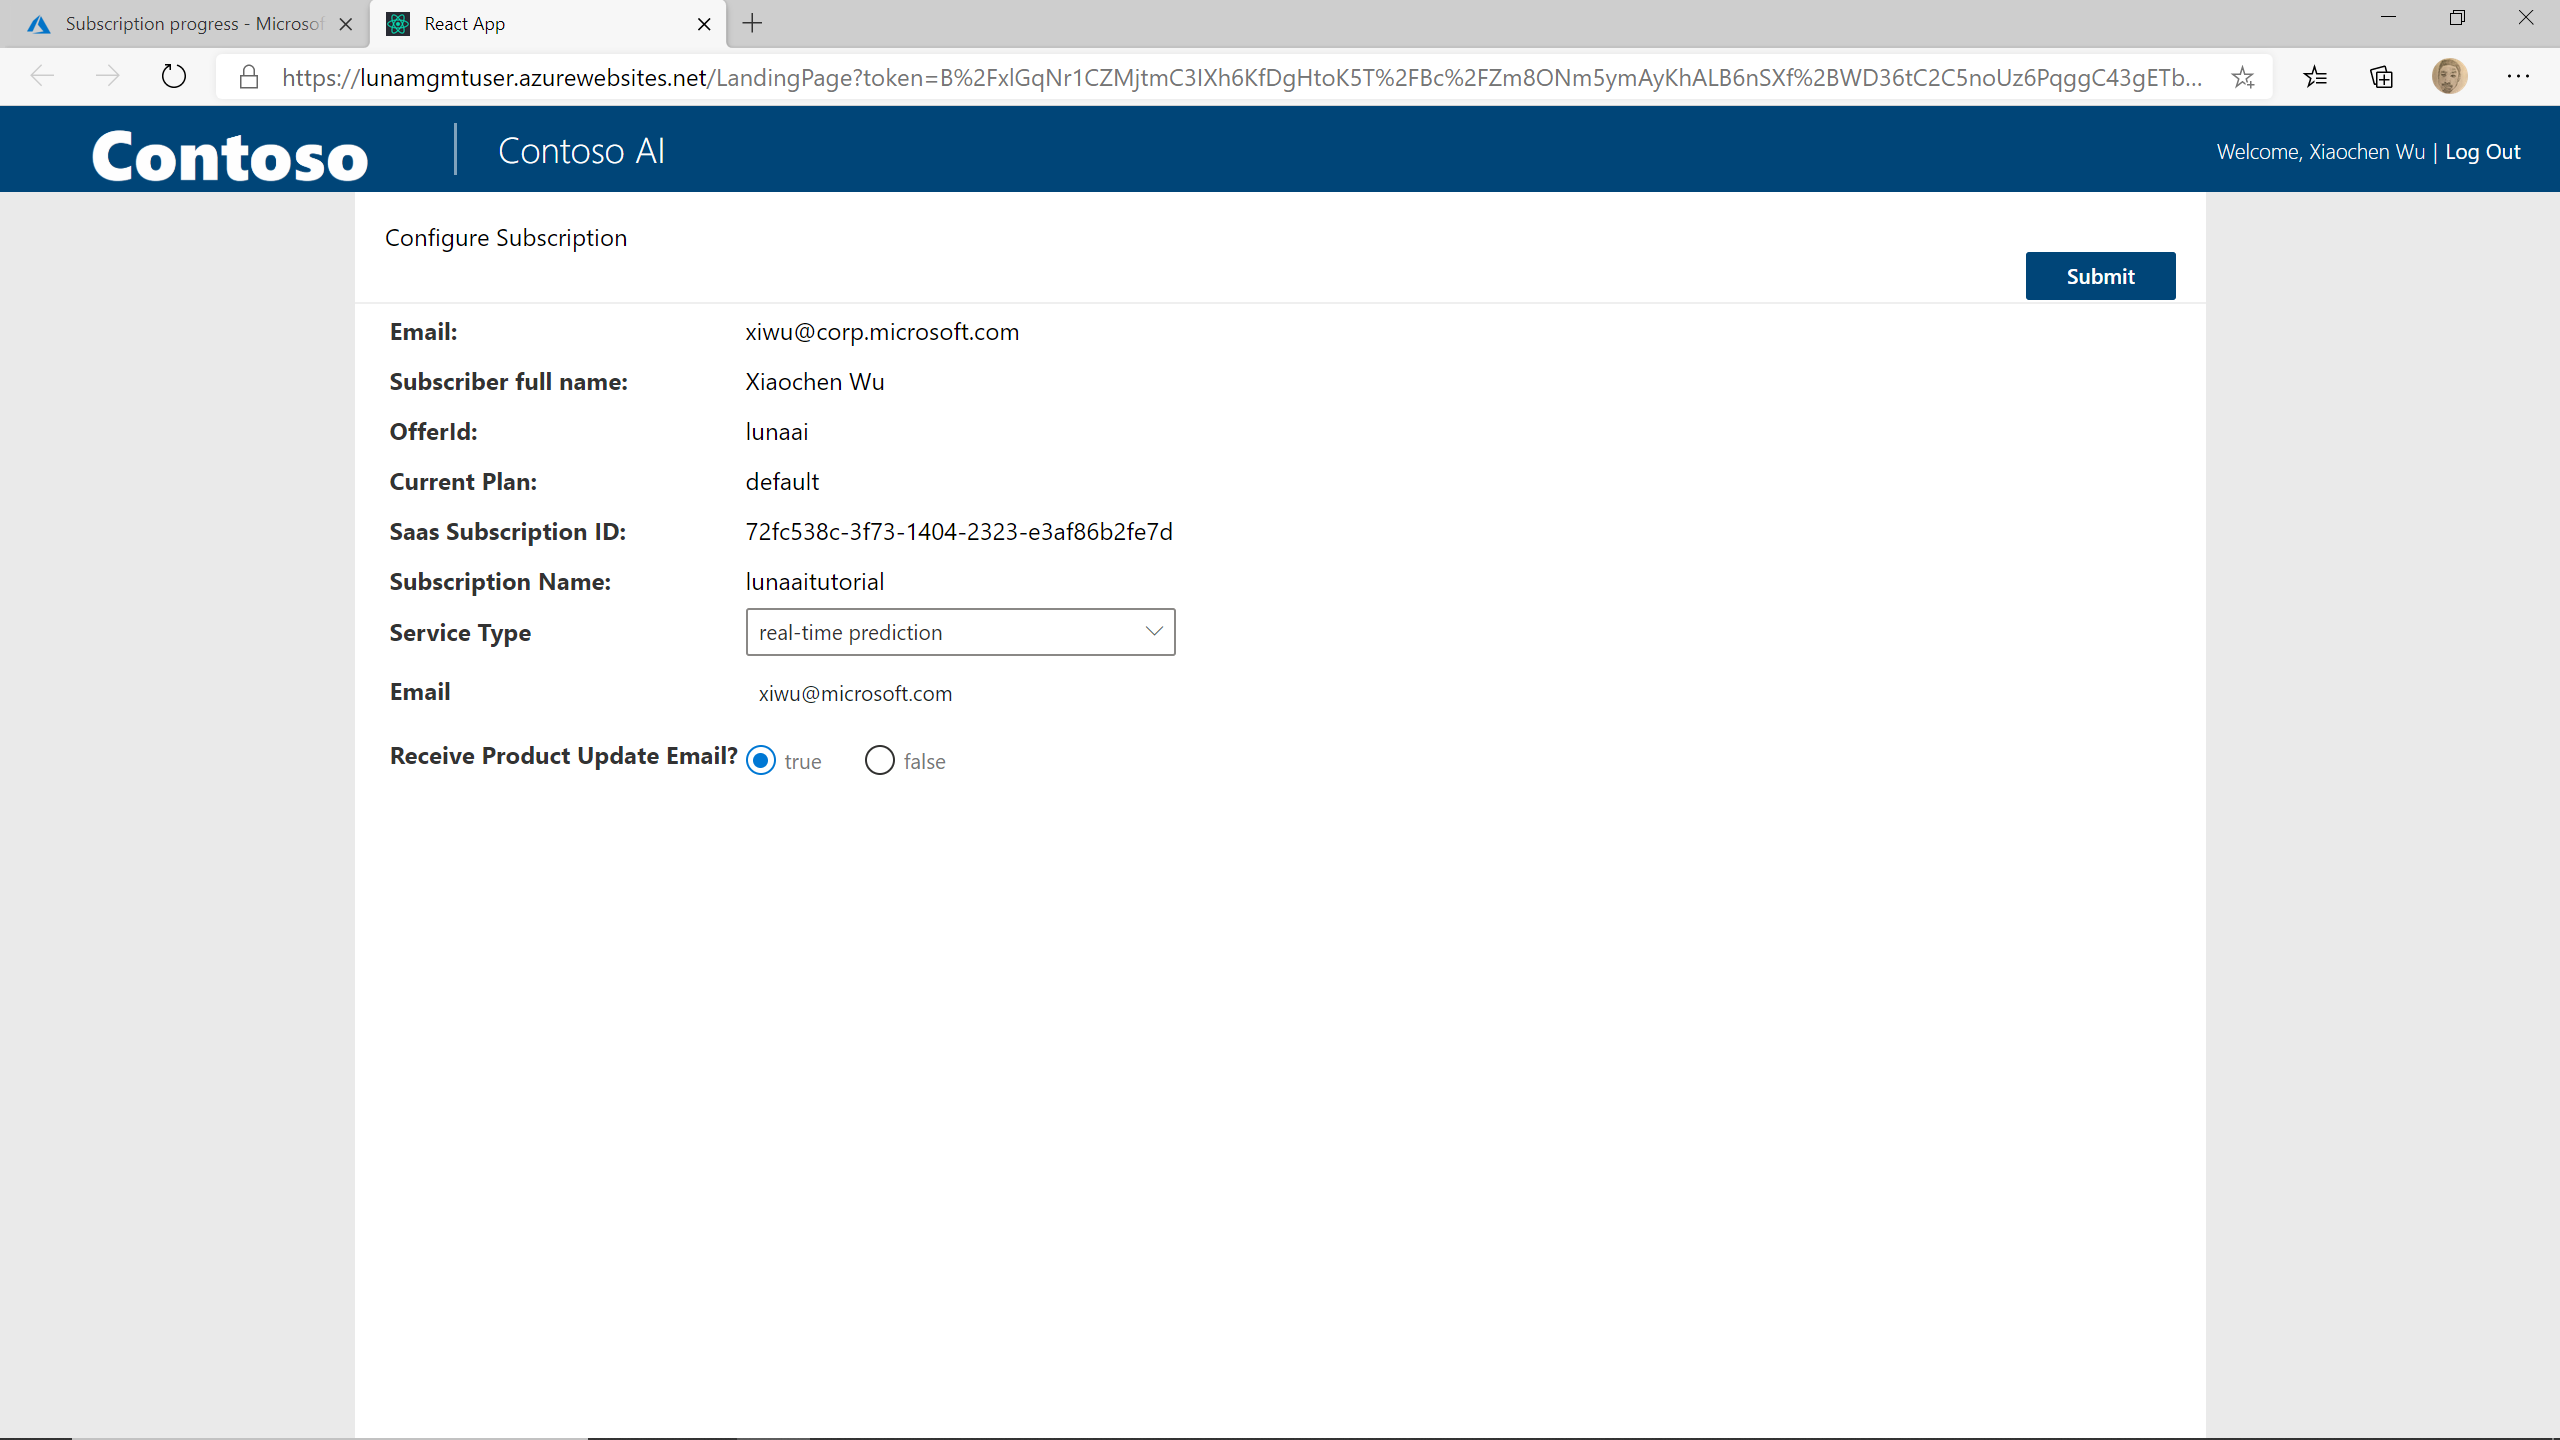 Subscription progress - Microsof
React App
https://lunamgmtuser.azurewebsites.net/LandingPage?token=B%2FxlGqNr1CZMjtmC3IXh6KfDgHtoK5T%2FBc%2FZm8ONm5ymAyKhALB6nSXf%2BWD36tC2C5noUz6PqggC43gETb...
Contoso
Contoso AI
Welcome, Xiaochen Wu | Log Out
Configure Subscription
Submit
Email: xiwu@corp.microsoft.com
Subscriber full name: Xiaochen Wu
OfferId: lunaai
Current Plan: default
Saas Subscription ID: 72fc538c-3f73-1404-2323-e3af86b2fe7d
Subscription Name: lunaaitutorial
Service Type real-time prediction
Email xiwu@microsoft.com
Receive Product Update Email? true false